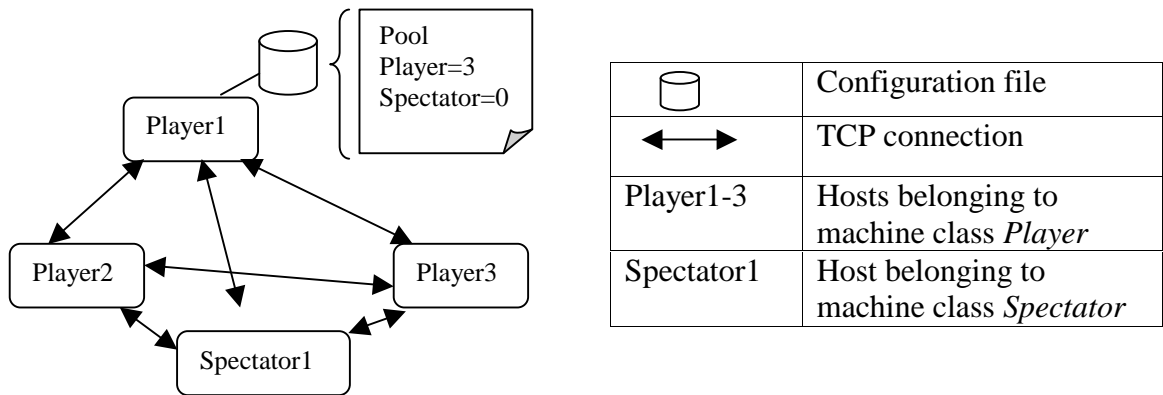 Pool
Player=3
Spectator=0
Player1
Player2
Player3
Spectator1
Configuration file
TCP connection
Player1-3
Hosts belonging to
machine class Player
Spectator1
Host belonging to
machine class Spectator